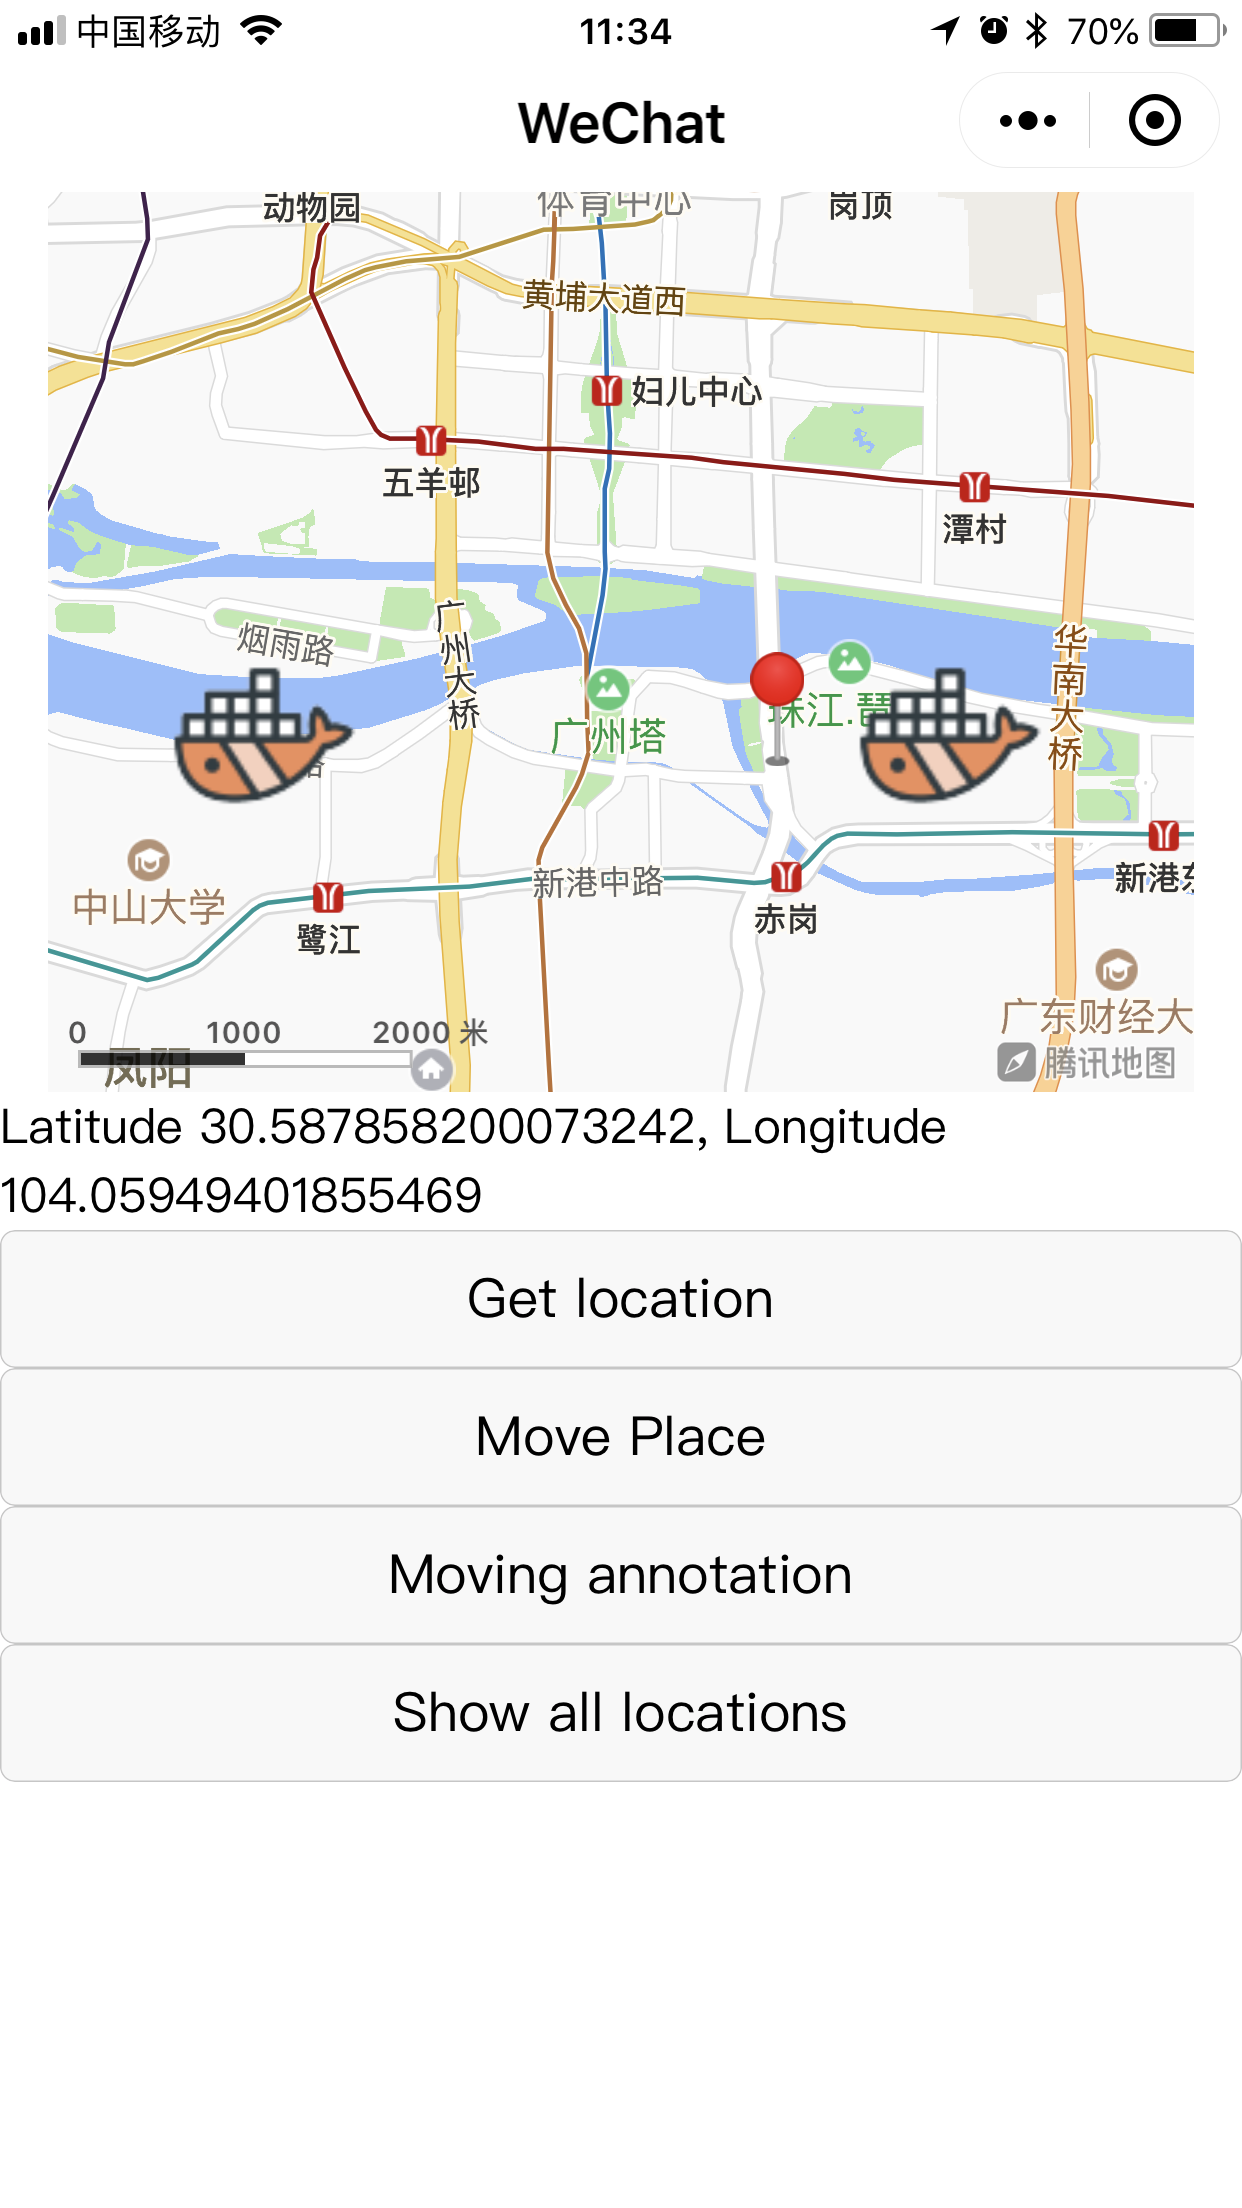 中国移动 11:34 70%
WeChat
动物园
体育中心
岗顶
黄埔大道西
妇儿中心
五羊邨
潭村
烟雨路
广州大桥
华南大桥
珠江.琶
广州塔
路
中山大学
新港中路
新港东
鹭江
赤岗
广东财经大
0 1000 2000 米
凤阳
腾讯地图
Latitude 30.587858200073242, Longitude
104.05949401855469
Get location
Move Place
Moving annotation
Show all locations